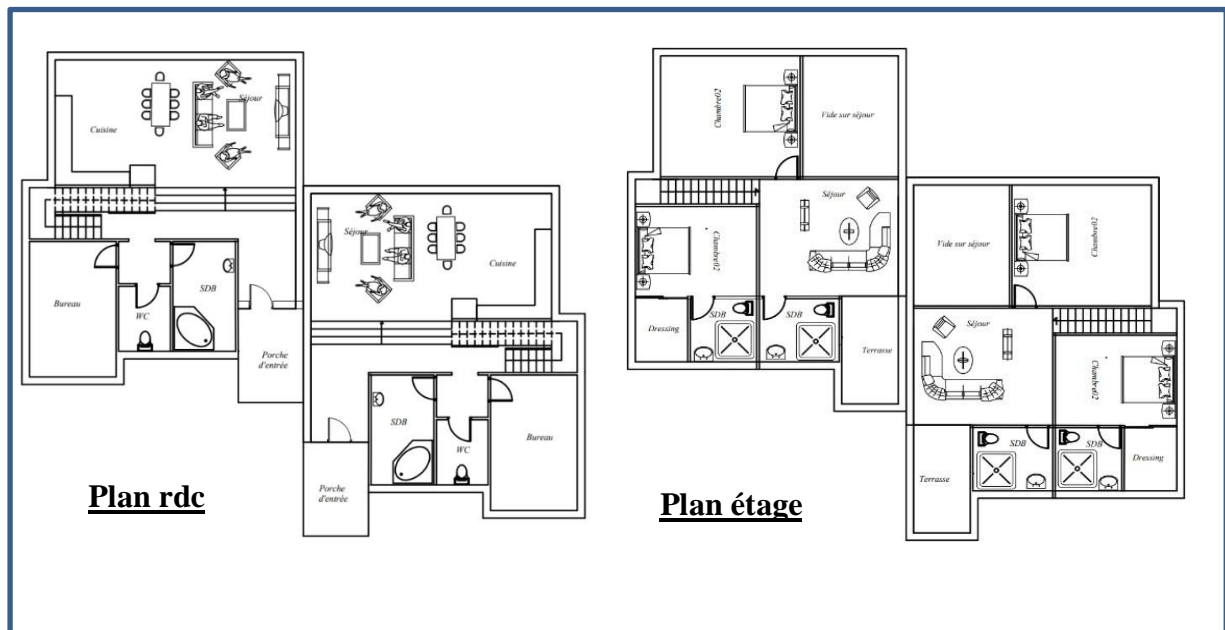 Séjour
Cuisine
Bureau
WC
SDB
Porche
d'entrée
Séjour
Cuisine
SDB
WC
Bureau
Porche
d'entrée
Plan rdc
Chambre02
Vide sur séjour
Séjour
Chambre02
Dressing
SDB
SDB
Terrasse
Vide sur séjour
Chambre02
Séjour
Chambre02
Terrasse
SDB
SDB
Dressing
Plan étage